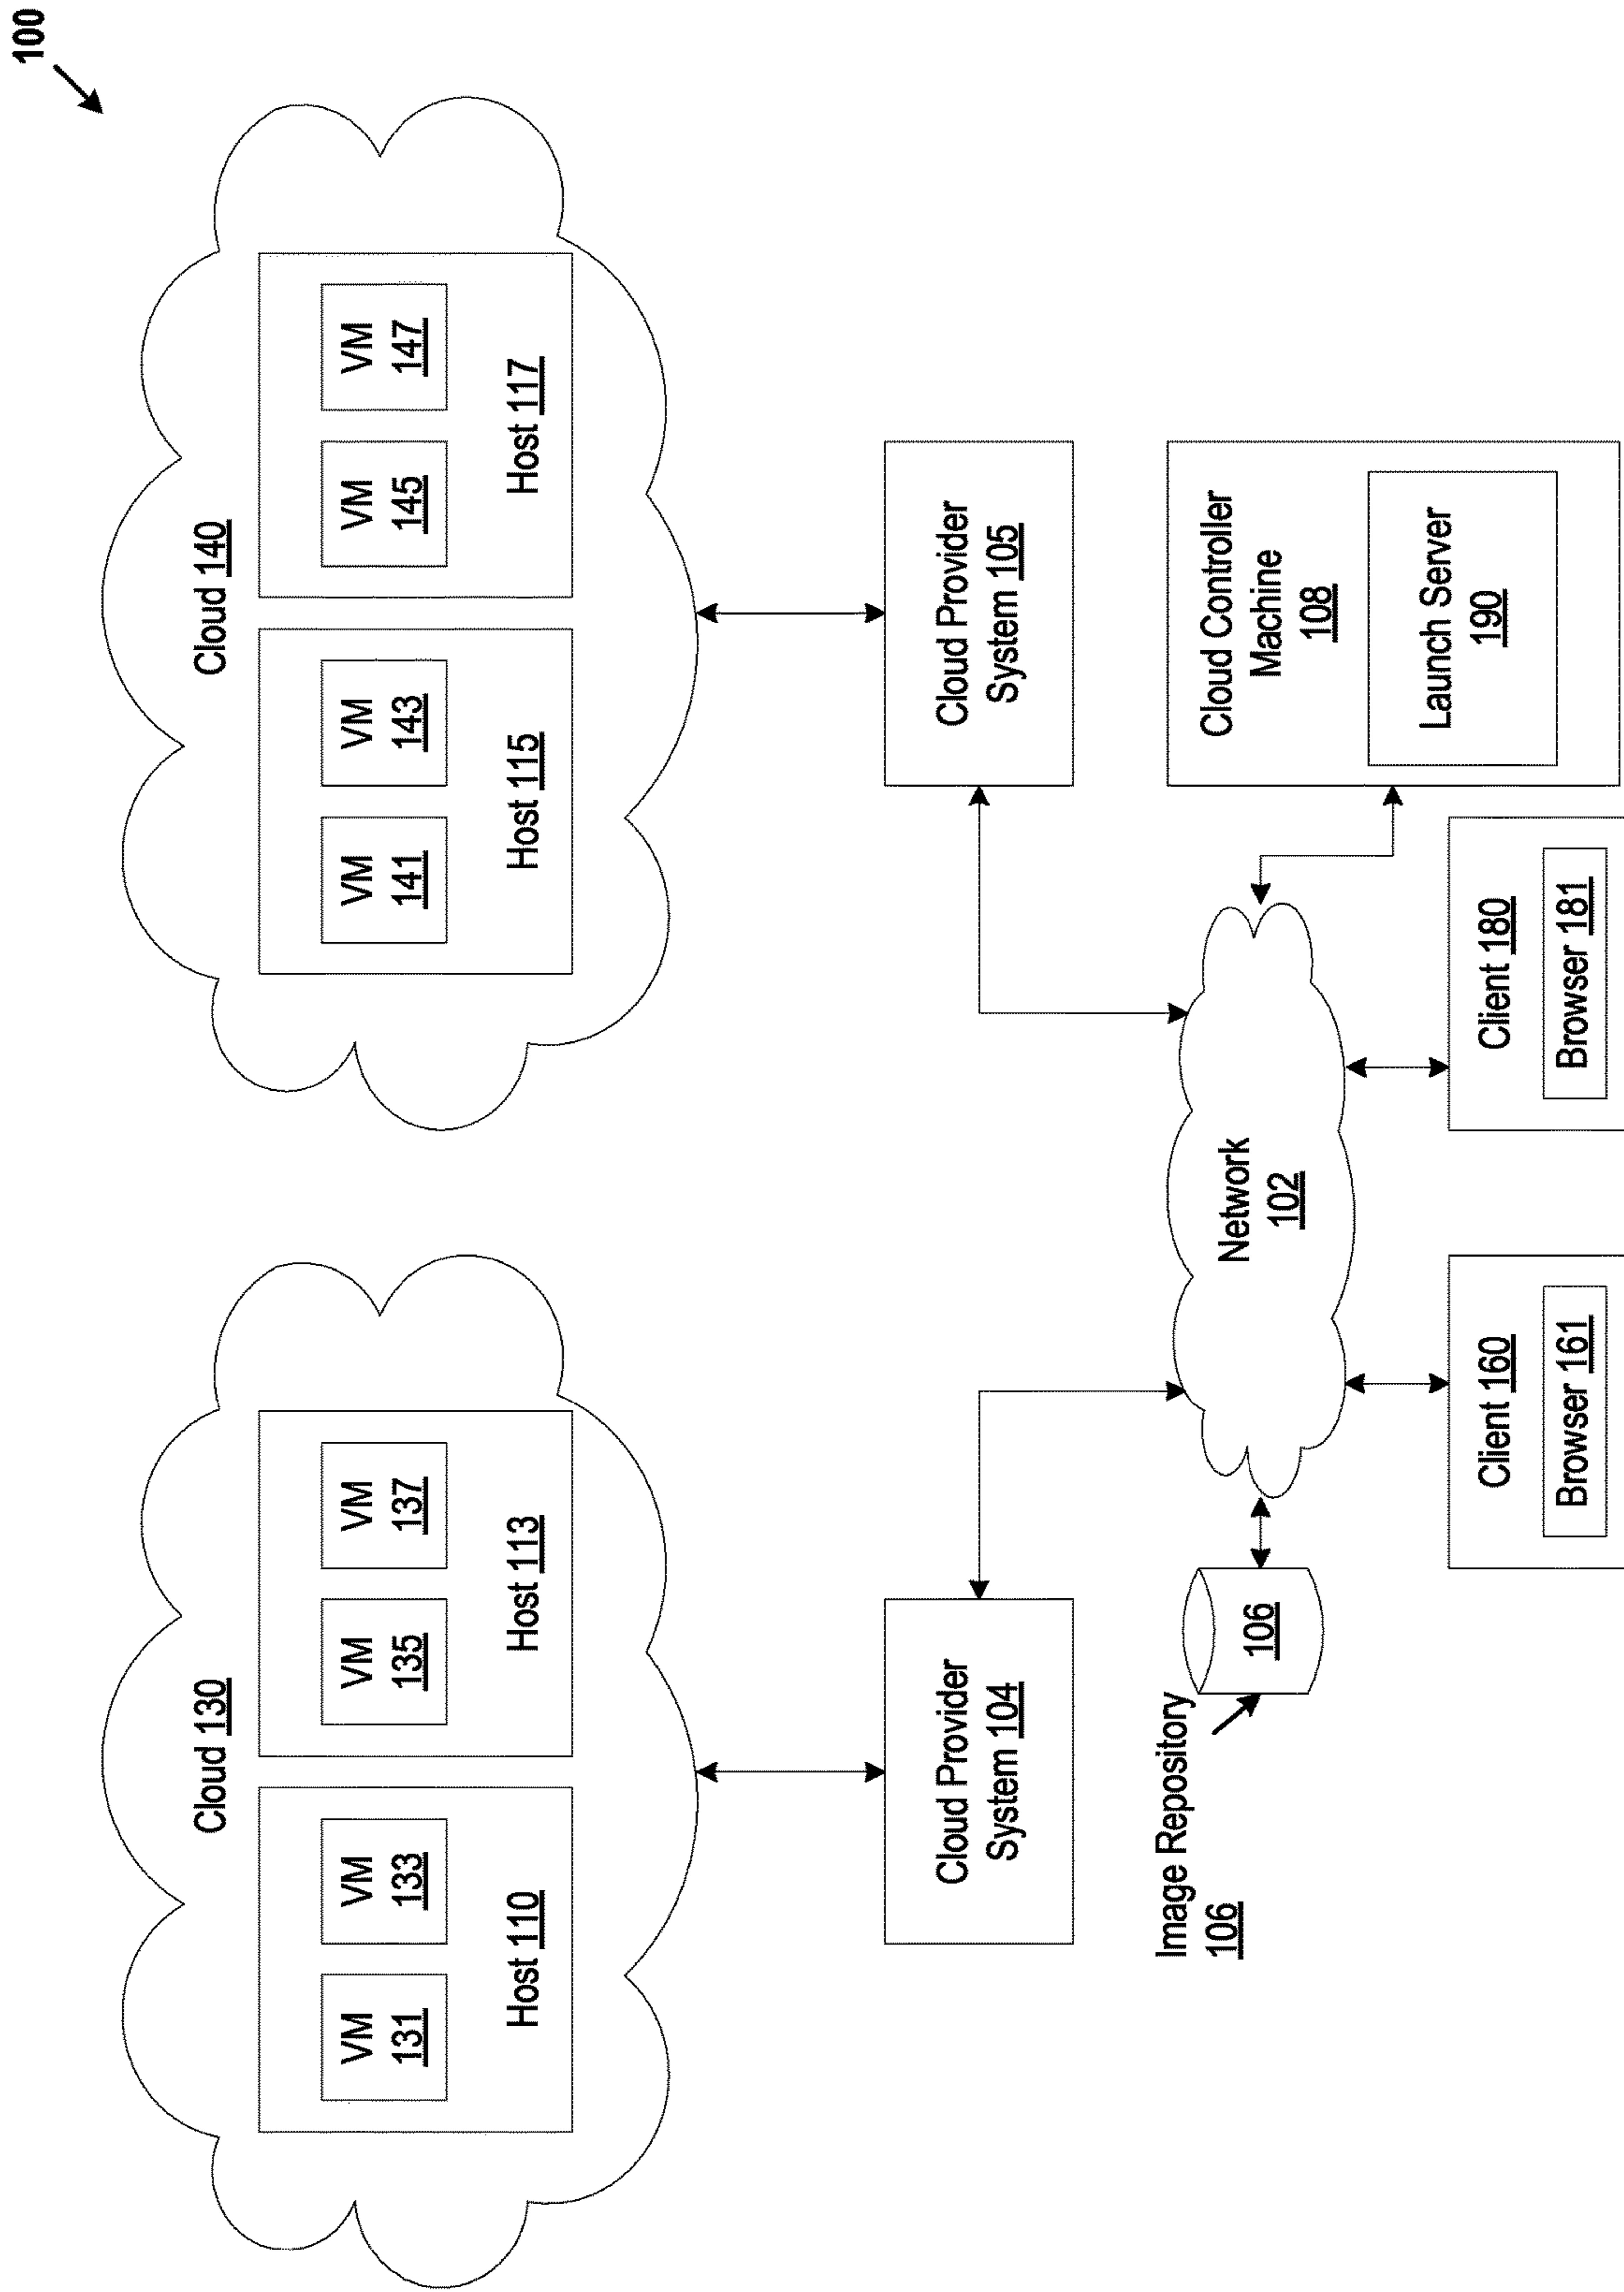 100
Cloud 130
VM
131
VM
133
Host 110
VM
135
VM
137
Host 113
Cloud 140
VM
141
VM
143
Host 115
VM
145
VM
147
Host 117
Cloud Provider
System 104
Cloud Provider
System 105
Image Repository
106
106
Network
102
Cloud Controller
Machine
108
Launch Server
190
Client 160
Browser 161
Client 180
Browser 181